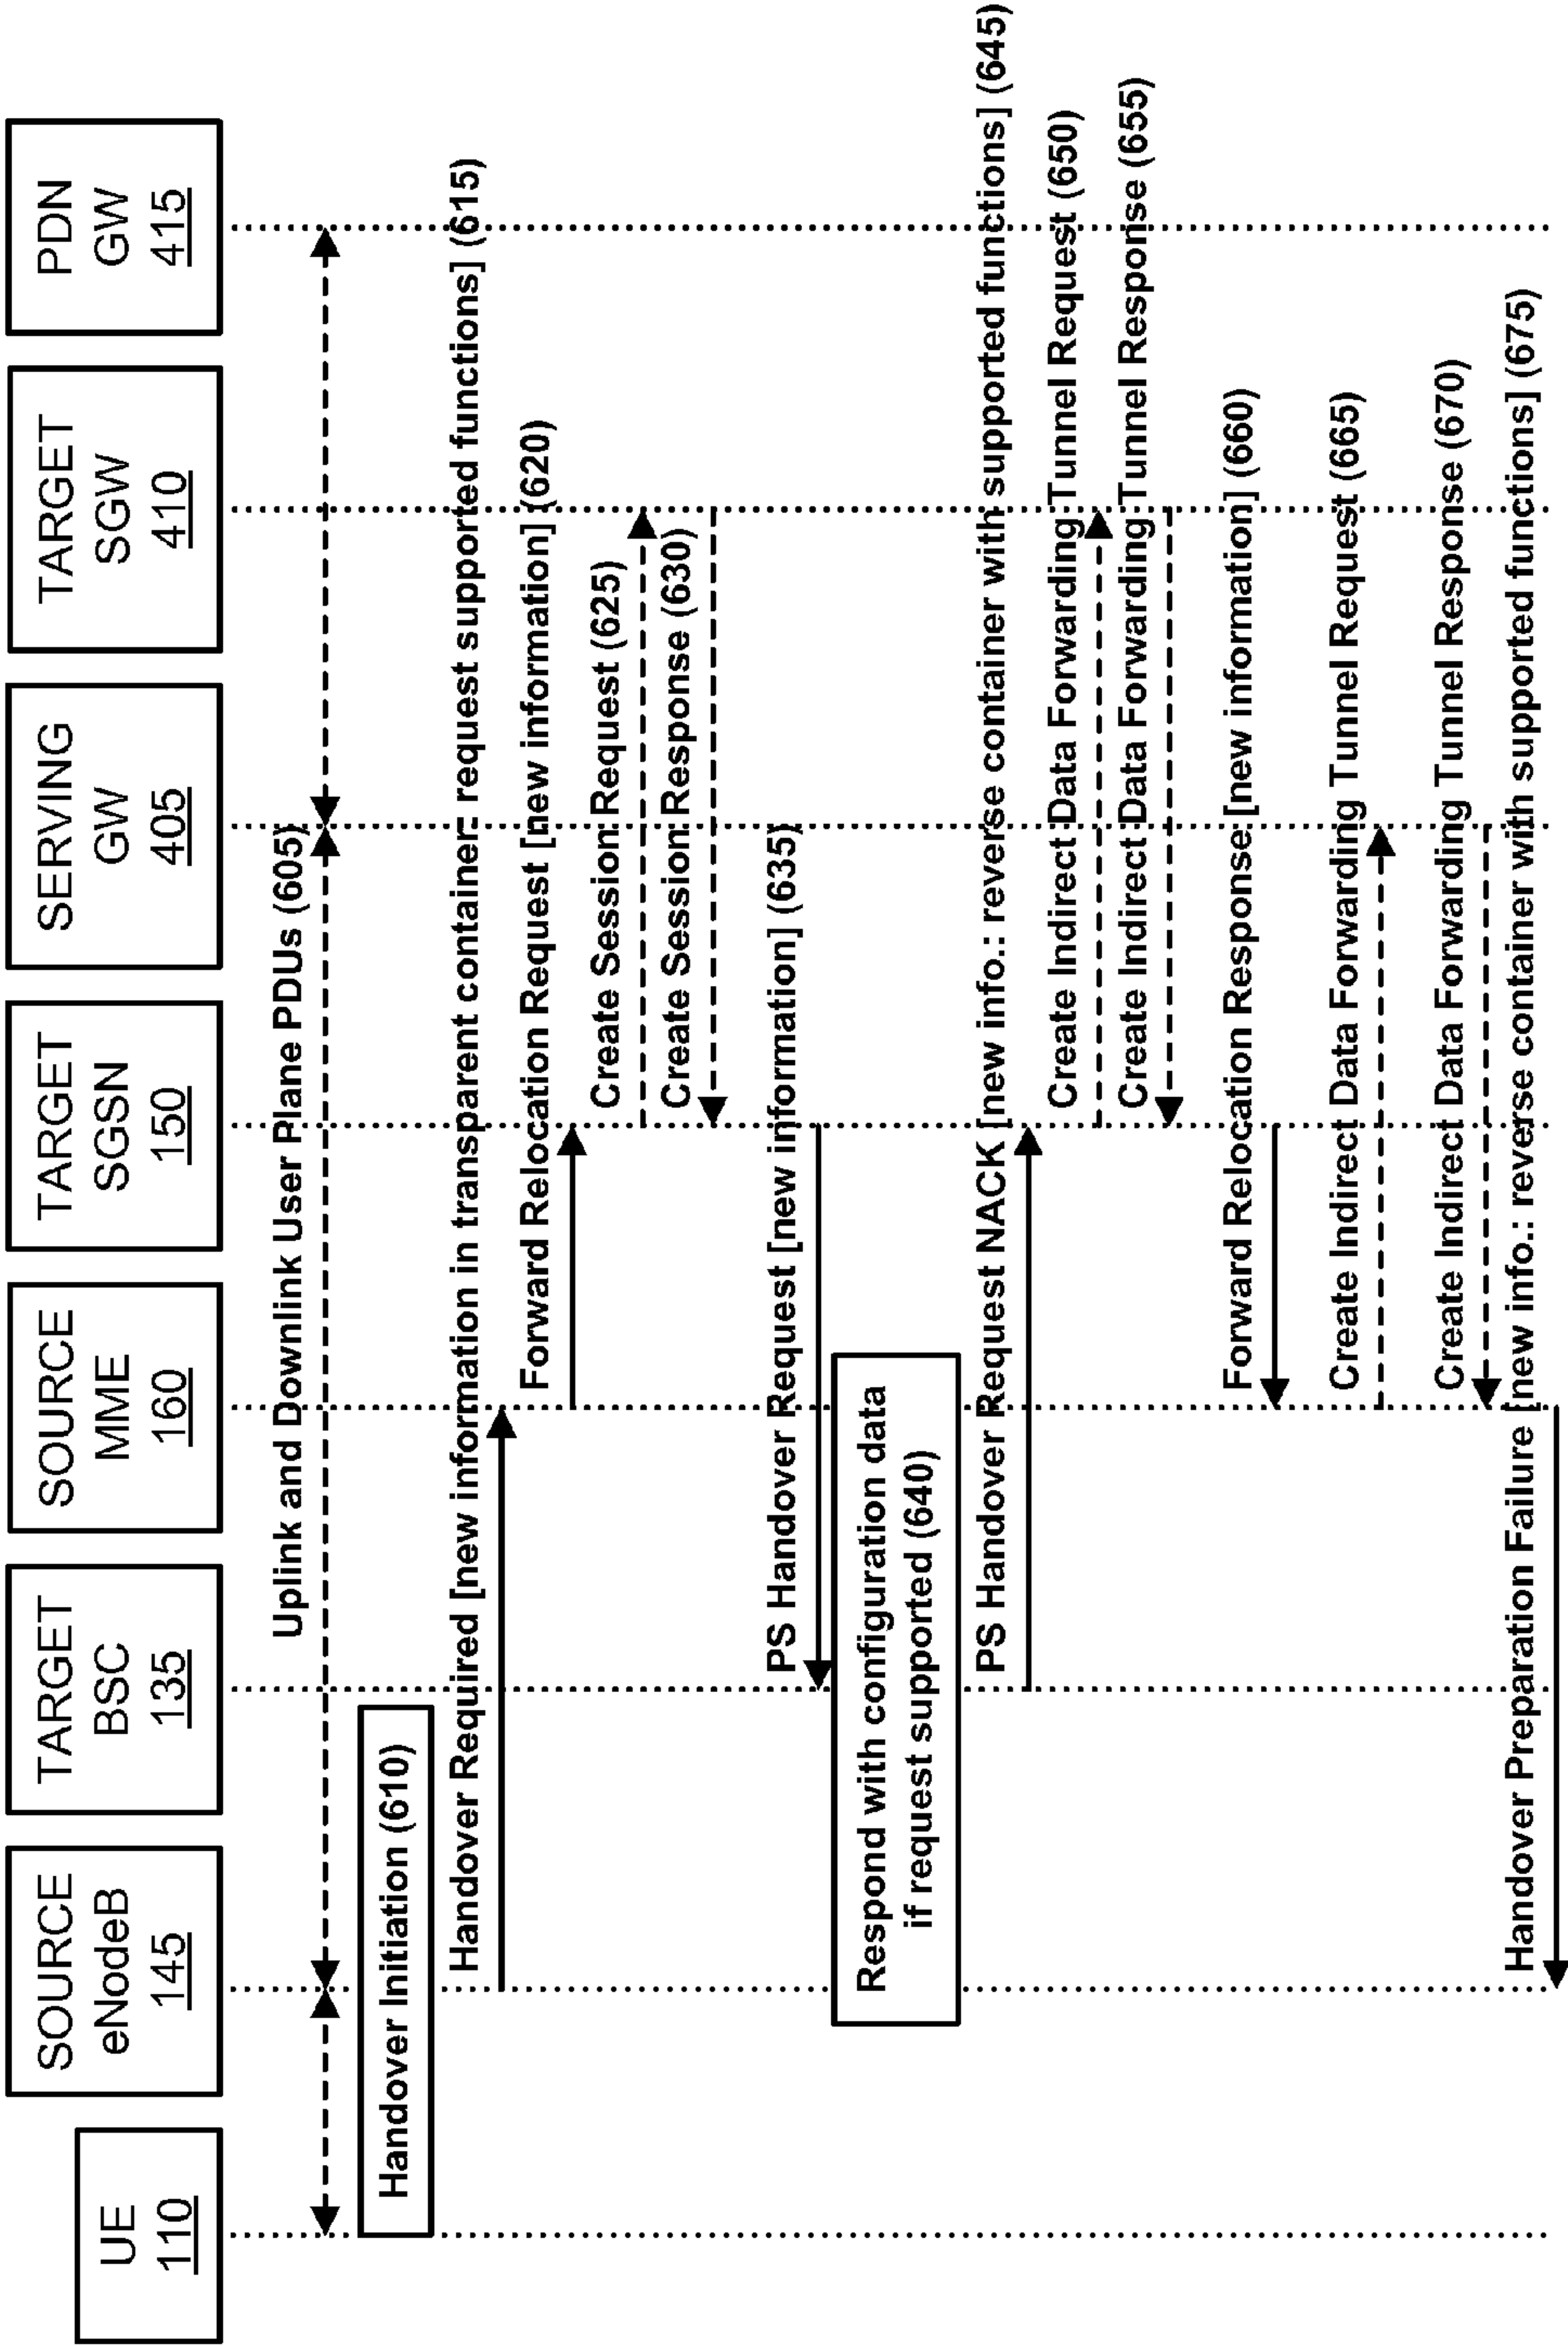 UE
110
SOURCE
eNodeB
145
TARGET
BSC
135
SOURCE
MME
160
TARGET
SGSN
150
SERVING
GW
405
TARGET
SGW
410
PDN
GW
415
Uplink and Downlink User Plane PDUs (605)
Handover Initiation (610)
Handover Required [new information in transparent container: request supported functions] (615)
Forward Relocation Request [new information] (620)
Create Session Request (625)
Create Session Response (630)
PS Handover Request [new information] (635)
Respond with configuration data
if request supported (640)
PS Handover Request NACK [new info.: reverse container with supported functions] (645)
Create Indirect Data Forwarding Tunnel Request (650)
Create Indirect Data Forwarding Tunnel Response (655)
Forward Relocation Response [new information] (660)
Create Indirect Data Forwarding Tunnel Request (665)
Create Indirect Data Forwarding Tunnel Response (670)
Handover Preparation Failure [new info.: reverse container with supported functions] (675)